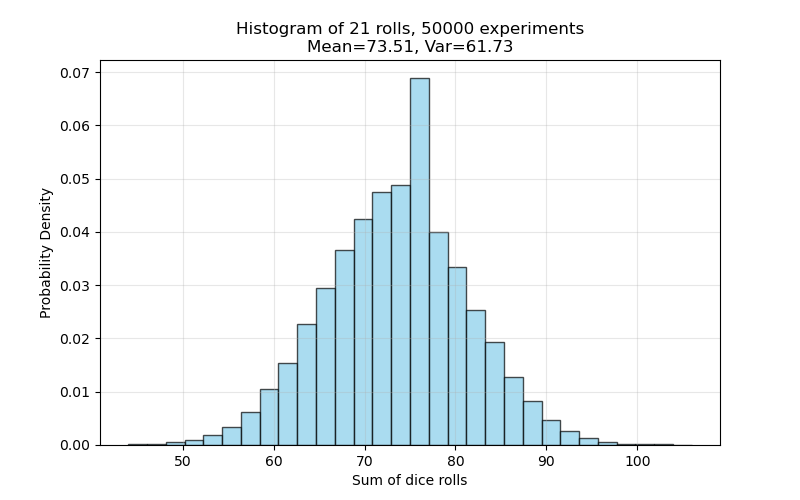 Histogram of 21 rolls, 50000 experiments
Mean=73.51, Var=61.73
Probability Density
0.07
0.06
0.05
0.04
0.03
0.02
0.01
0.00
50 60 70 80 90 100
Sum of dice rolls